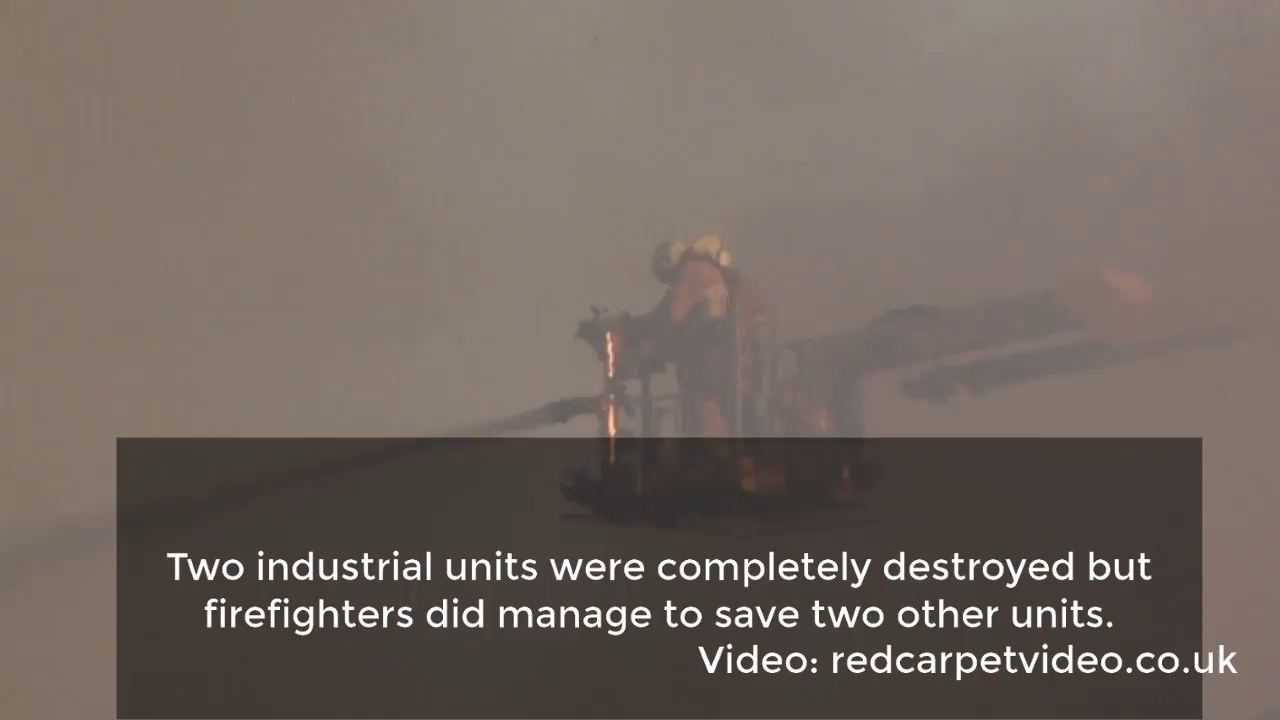 Two industrial units were completely destroyed but
firefighters did manage to save two other units.
Video: redcarpetvideo.co.uk